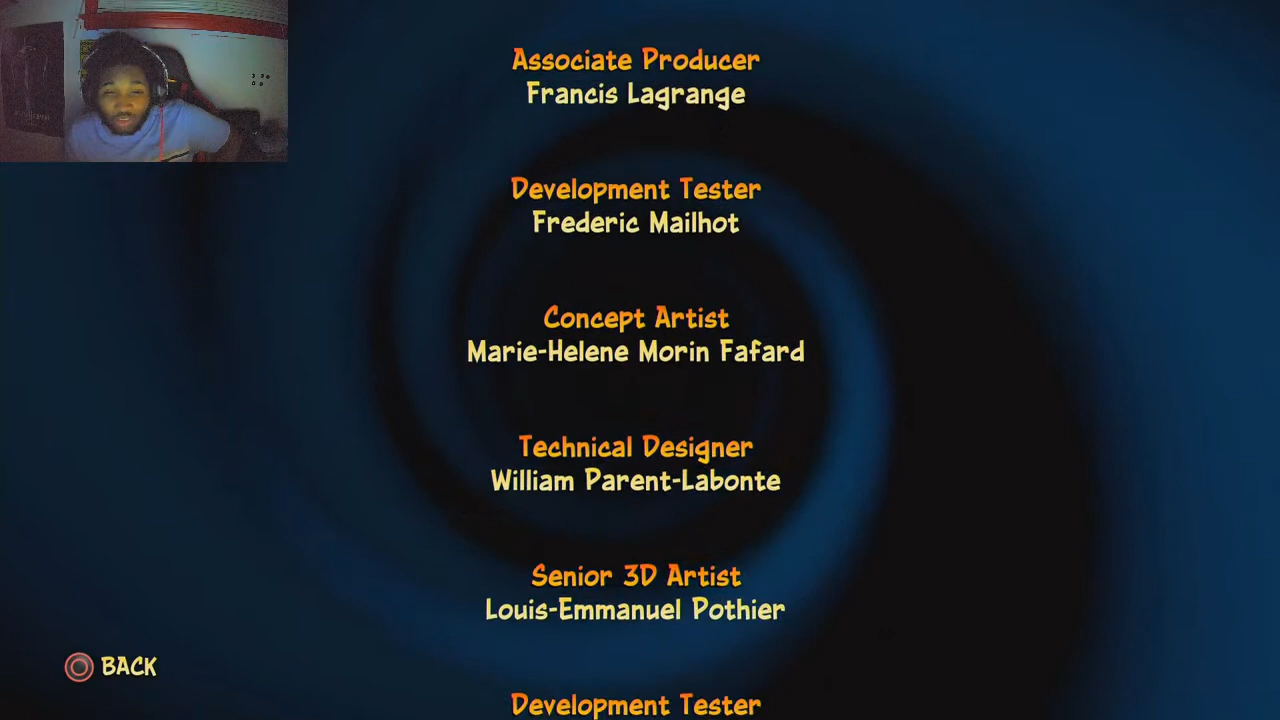 Associate Producer
Francis Lagrange
Development Tester
Frederic Mailhot
Concept Artist
Marie-Helene Morin Fafard
Technical Designer
William Parent-Labonte
Senior 3D Artist
Louis-Emmanuel Pothier
BACK
Development Tester